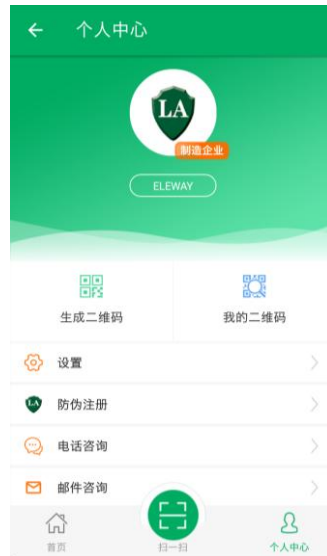 个人中心
LA
制造企业
ELEWAY
生成二维码
我的二维码
设置
LA
防伪注册
电话咨询
邮件咨询
首页
扫一扫
个人中心